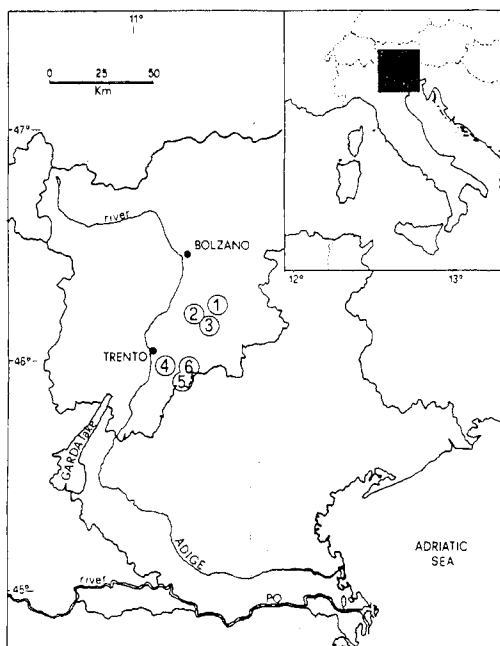 11°
0 25 50
Km
47°
river
BOLZANO
12° 13°
1
2
3
46°
TRENTO
4
6
5
GARDA lake
ADIGE
ADRIATIC
SEA
45°
river
PO